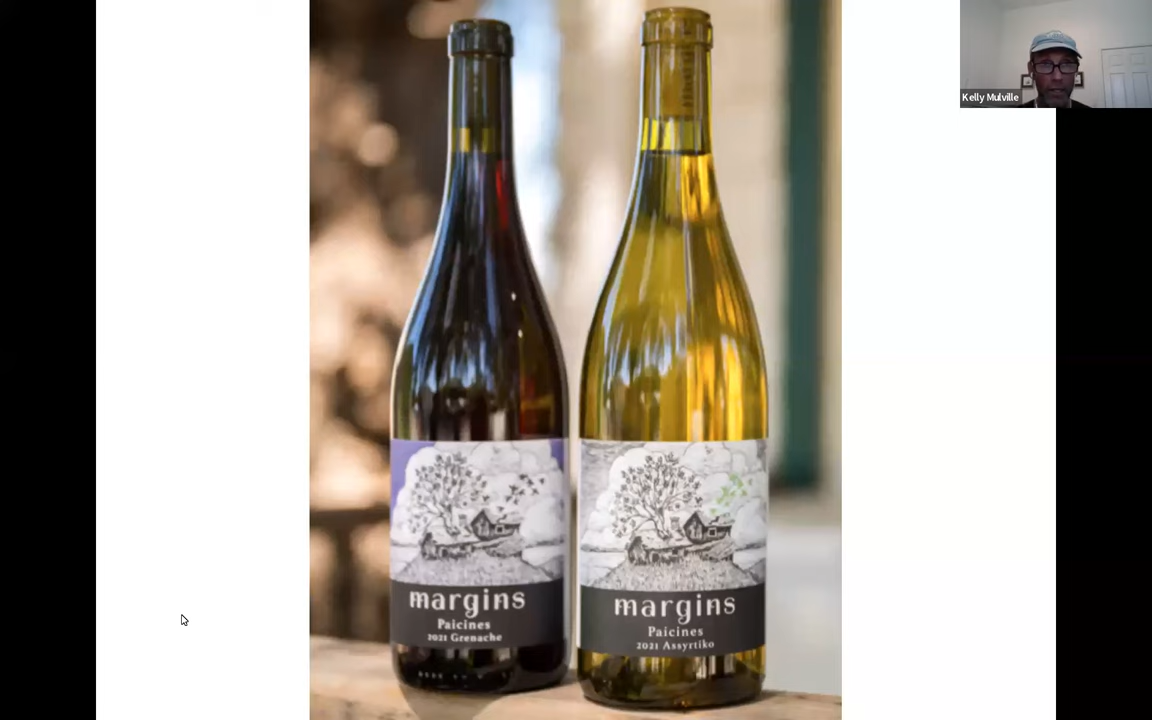 Kelly Mulville
margins
Paicines
2021 Grenache
margins
Paicines
2021 Assyrtiko